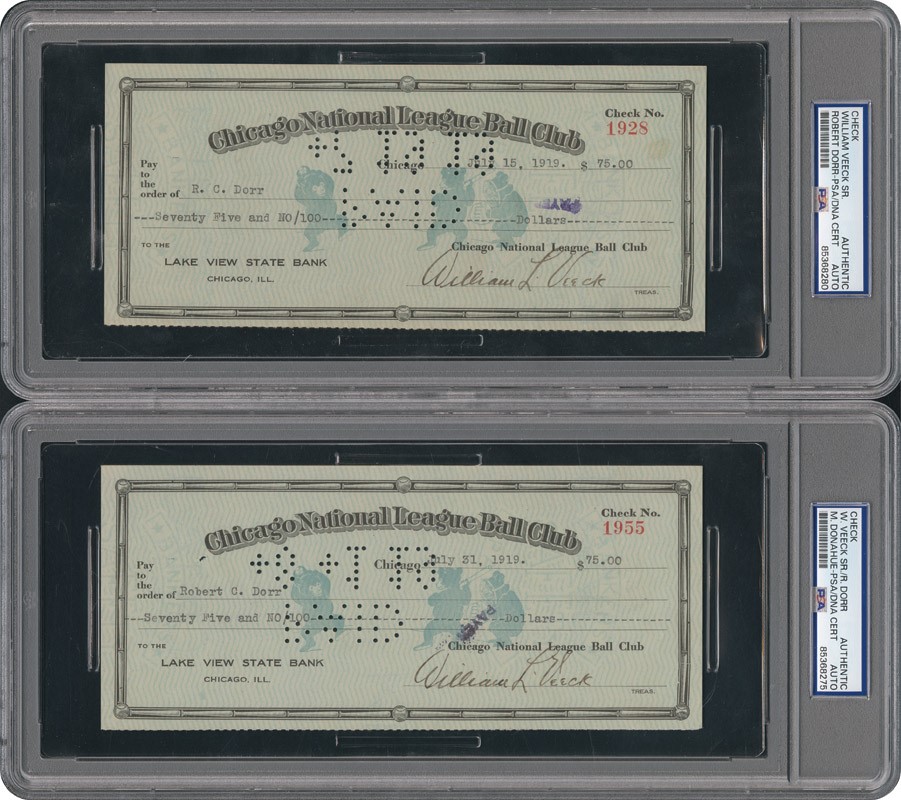 Chicago National League Ball Club
Check No.
1928
Chicago July 15, 1919. $ 75.00
Pay
to
the
order of R. C. Dorr
---Seventy Five and NO/100---Dollars---
TO THE
LAKE VIEW STATE BANK
CHICAGO, ILL.
Chicago National League Ball Club
William L. Veeck
TREAS.
CHECK
WILLIAM VEECK SR. AUTHENTIC
ROBERT DORR-PSA/DNA CERT AUTO
PSA 85368280
Chicago National League Ball Club
Check No.
1955
Chicago July 31, 1919. $75.00
Pay
to
the
order of Robert C. Dorr
---Seventy Five and NO/100---Dollars---
PAID
TO THE
LAKE VIEW STATE BANK
CHICAGO, ILL.
Chicago National League Ball Club
William L. Veeck
TREAS.
CHECK
W. VEECK SR./R. DORR AUTHENTIC
M. DONAHUE-PSA/DNA CERT AUTO
PSA 85368275